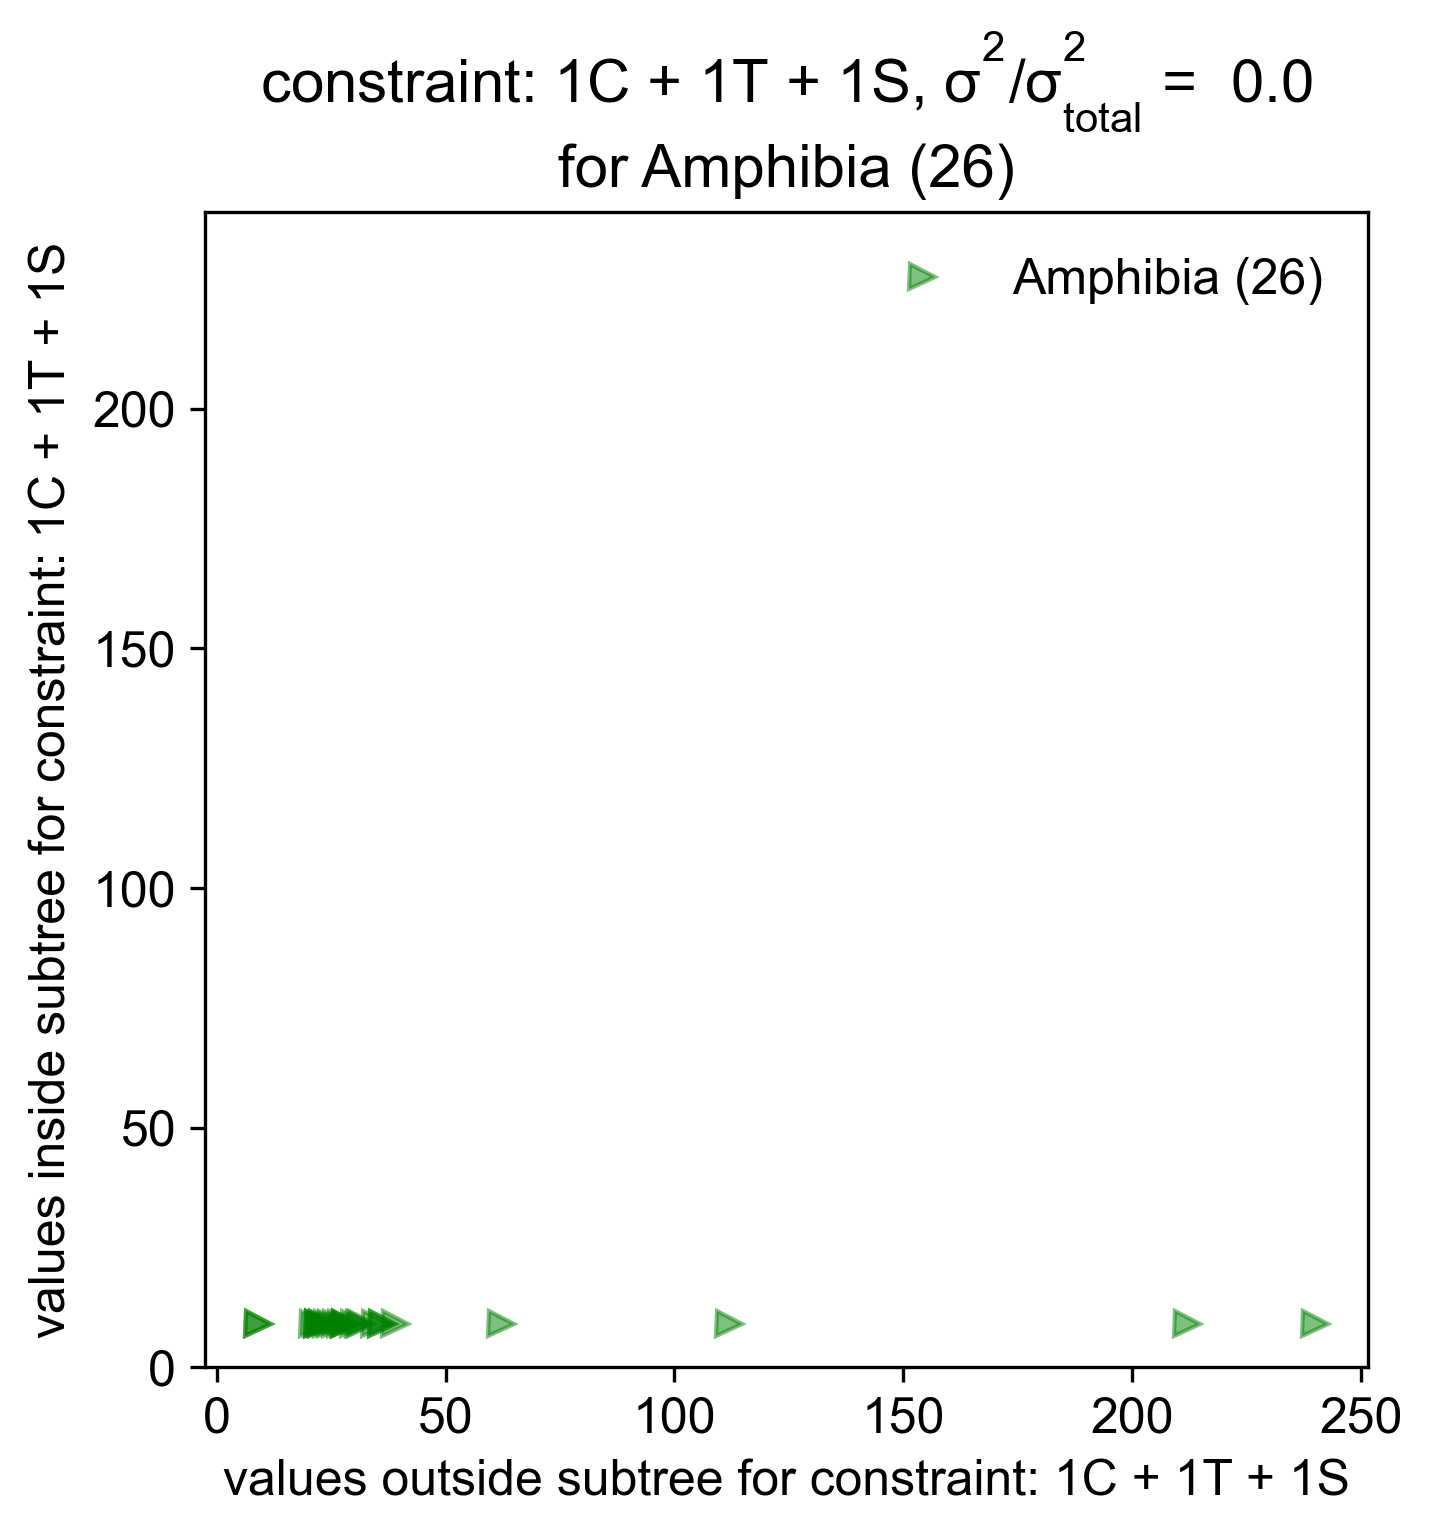 constraint: 1C + 1T + 1S, σ²/σ²total = 0.0
for Amphibia (26)
Amphibia (26)
values inside subtree for constraint: 1C + 1T + 1S
200
150
100
50
0
0 50 100 150 200 250
values outside subtree for constraint: 1C + 1T + 1S